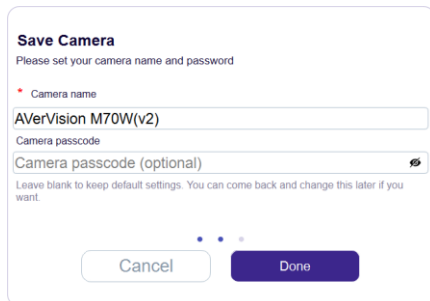 Save Camera
Please set your camera name and password
* Camera name
AVerVision M70W(v2)
Camera passcode
Camera passcode (optional)
Leave blank to keep default settings. You can come back and change this later if you
want.
Cancel Done